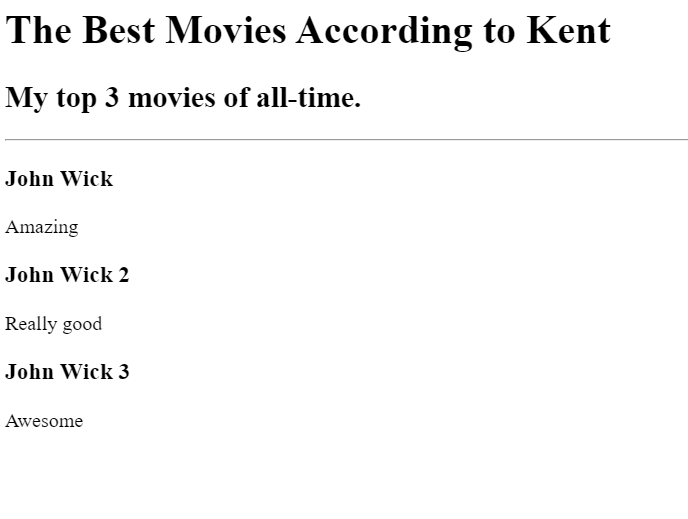 The Best Movies According to Kent
My top 3 movies of all-time.
John Wick
Amazing
John Wick 2
Really good
John Wick 3
Awesome